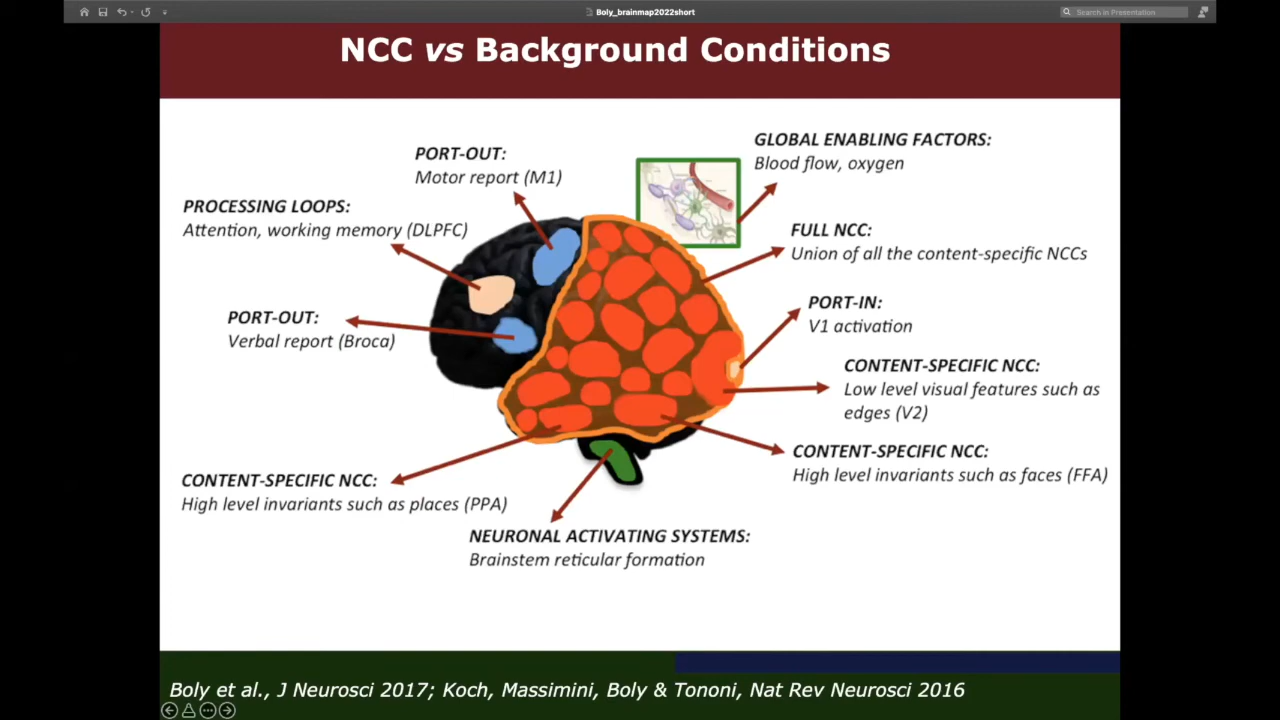 Boly_brainmap2022short
Search in Presentation
NCC vs Background Conditions
PORT-OUT:
Motor report (M1)
GLOBAL ENABLING FACTORS:
Blood flow, oxygen
PROCESSING LOOPS:
Attention, working memory (DLPFC)
FULL NCC:
Union of all the content-specific NCCs
PORT-OUT:
Verbal report (Broca)
PORT-IN:
V1 activation
CONTENT-SPECIFIC NCC:
Low level visual features such as
edges (V2)
CONTENT-SPECIFIC NCC:
High level invariants such as faces (FFA)
CONTENT-SPECIFIC NCC:
High level invariants such as places (PPA)
NEURONAL ACTIVATING SYSTEMS:
Brainstem reticular formation
Boly et al., J Neurosci 2017; Koch, Massimini, Boly & Tononi, Nat Rev Neurosci 2016